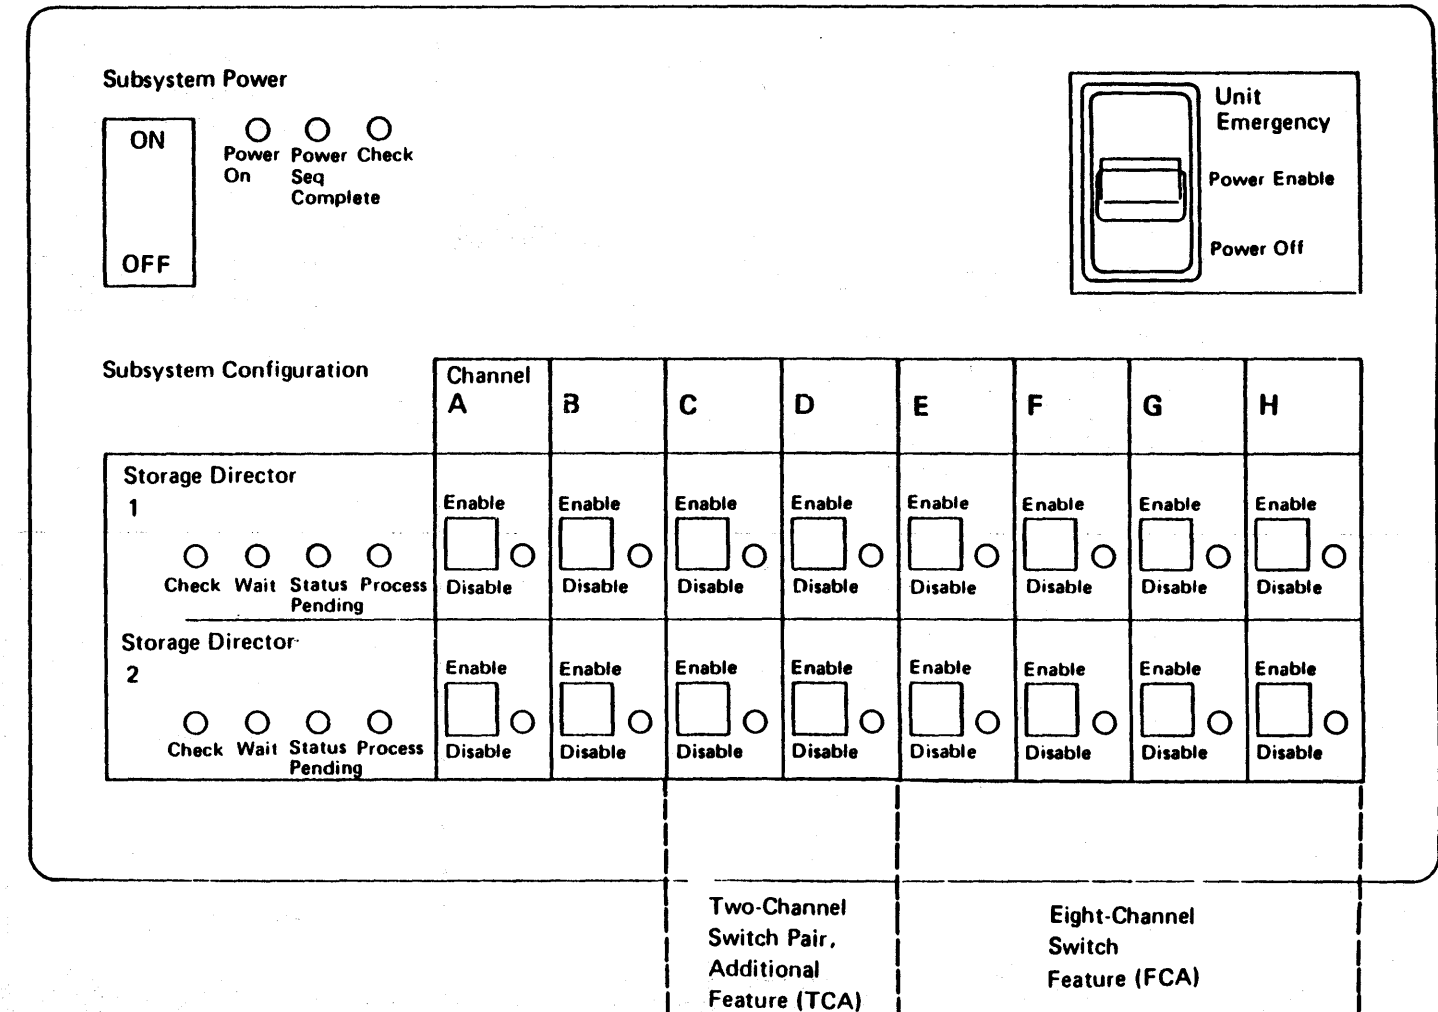 Subsystem Power
ON
OFF
Power On
Power Seq Complete
Check
Unit
Emergency
Power Enable
Power Off
Subsystem Configuration
Channel
A B C D E F G H
Storage Director
1
Enable Enable Enable Enable Enable Enable Enable Enable
Check Wait Status Pending Process
Disable Disable Disable Disable Disable Disable Disable Disable
Storage Director
2
Enable Enable Enable Enable Enable Enable Enable Enable
Check Wait Status Pending Process
Disable Disable Disable Disable Disable Disable Disable Disable
Two-Channel
Switch Pair,
Additional
Feature (TCA)
Eight-Channel
Switch
Feature (FCA)